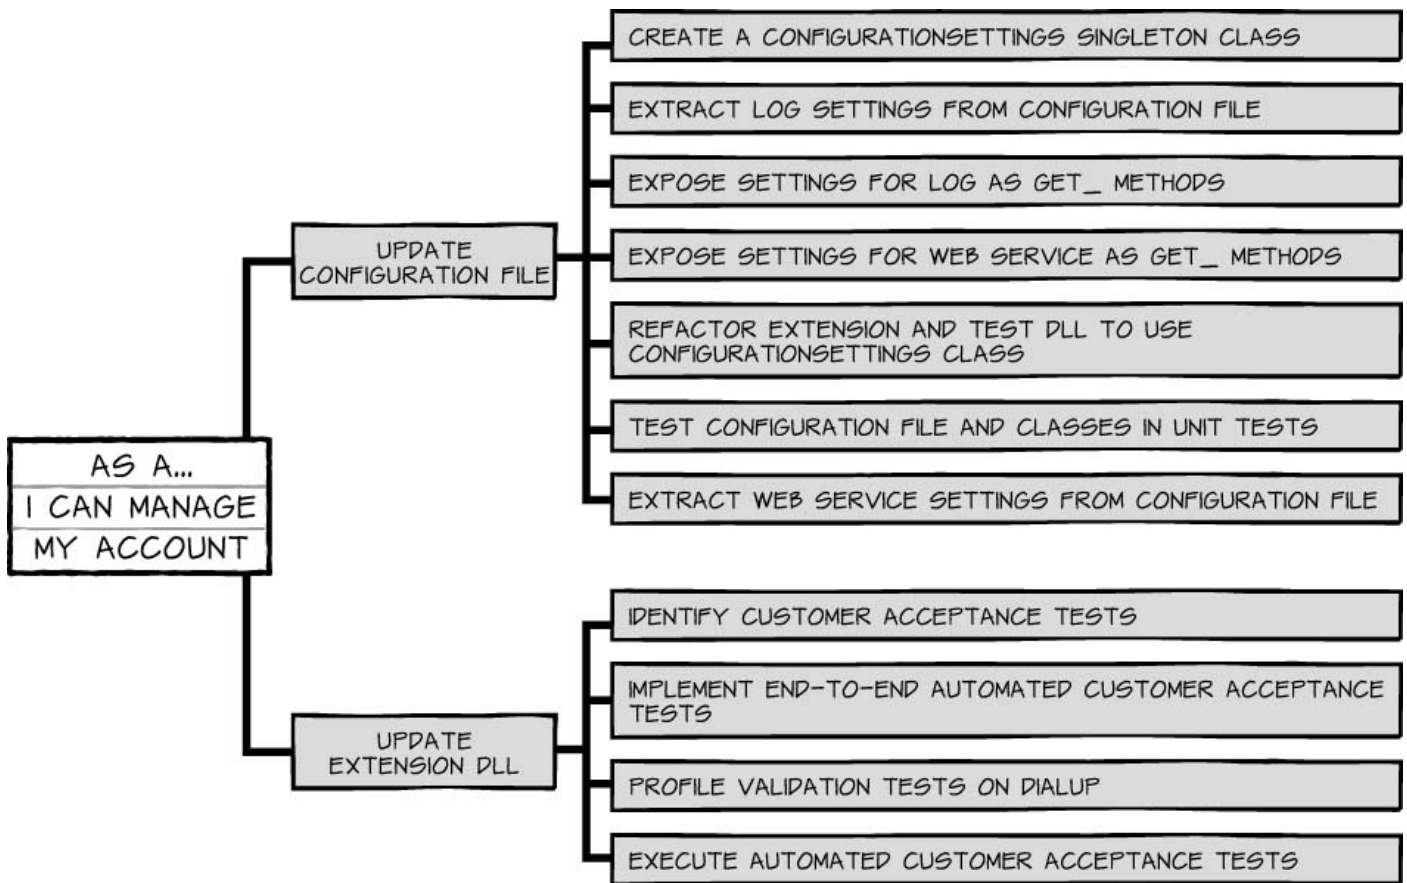 CREATE A CONFIGURATIONSETTINGS SINGLETON CLASS
EXTRACT LOG SETTINGS FROM CONFIGURATION FILE
EXPOSE SETTINGS FOR LOG AS GET_ METHODS
UPDATE
CONFIGURATION FILE
EXPOSE SETTINGS FOR WEB SERVICE AS GET_ METHODS
REFACTOR EXTENSION AND TEST DLL TO USE
CONFIGURATIONSETTINGS CLASS
TEST CONFIGURATION FILE AND CLASSES IN UNIT TESTS
EXTRACT WEB SERVICE SETTINGS FROM CONFIGURATION FILE
AS A...
I CAN MANAGE
MY ACCOUNT
IDENTIFY CUSTOMER ACCEPTANCE TESTS
IMPLEMENT END-TO-END AUTOMATED CUSTOMER ACCEPTANCE
TESTS
UPDATE
EXTENSION DLL
PROFILE VALIDATION TESTS ON DIALUP
EXECUTE AUTOMATED CUSTOMER ACCEPTANCE TESTS